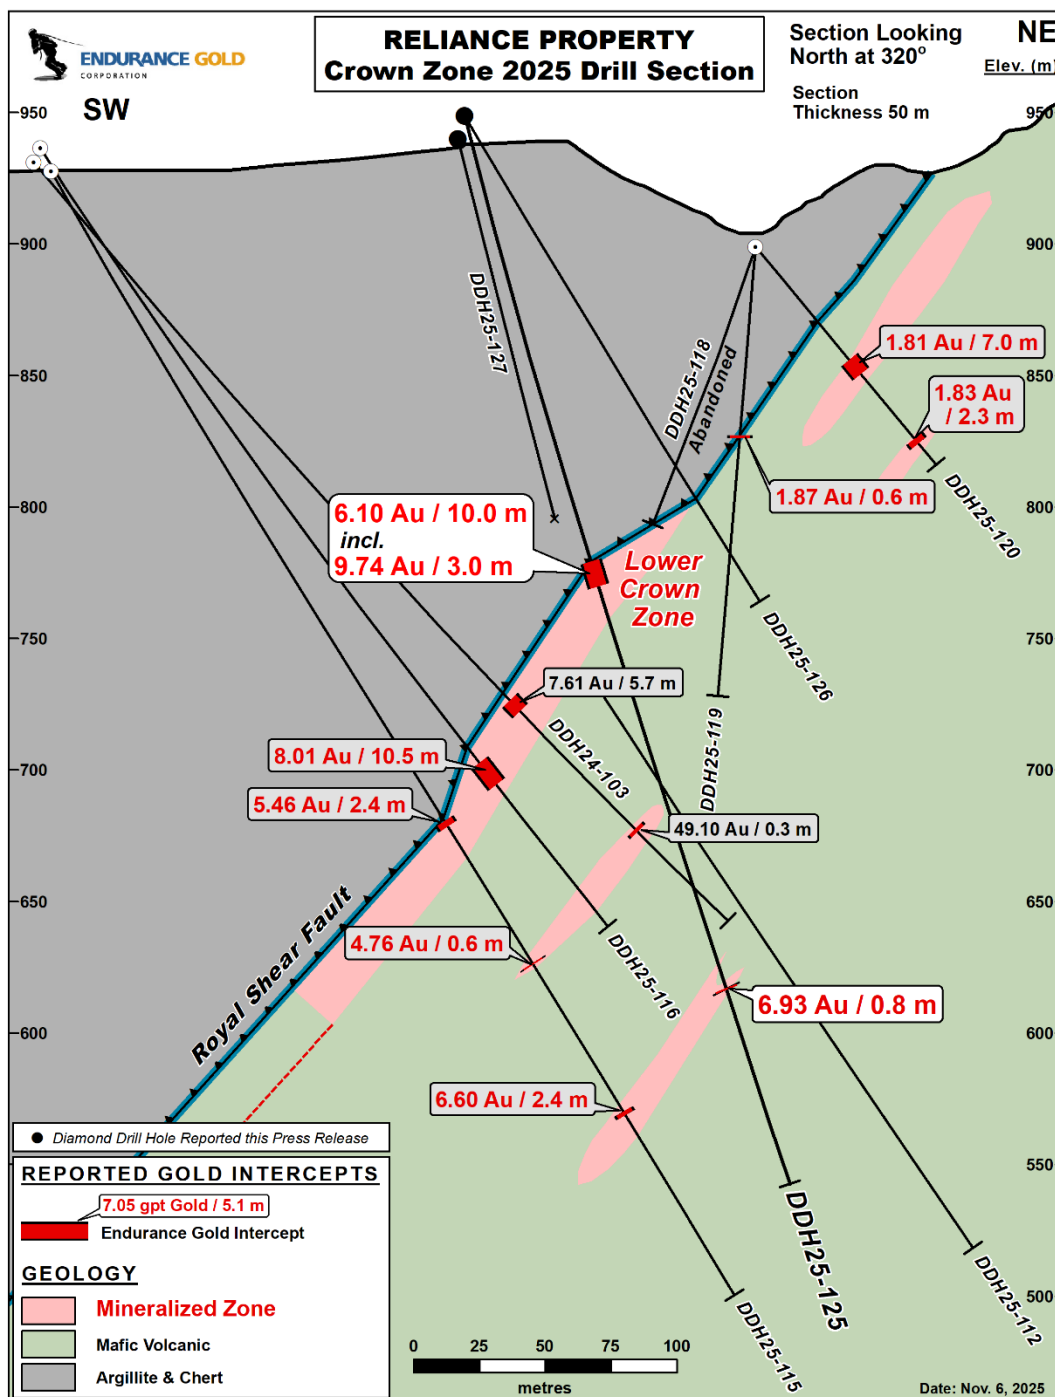 ENDURANCE GOLD
CORPORATION
RELIANCE PROPERTY
Crown Zone 2025 Drill Section
Section Looking
North at 320°
Section
Thickness 50 m
NE
Elev. (m)
SW
950
950
900
900
850
850
800
800
750
750
700
700
650
650
600
600
550
550
500
DDH25-127
DDH25-118
Abandoned
1.81 Au / 7.0 m
1.83 Au
/ 2.3 m
1.87 Au / 0.6 m
DDH25-120
6.10 Au / 10.0 m
incl.
9.74 Au / 3.0 m
Lower
Crown
Zone
DDH25-126
DDH25-119
7.61 Au / 5.7 m
DDH24-103
8.01 Au / 10.5 m
5.46 Au / 2.4 m
49.10 Au / 0.3 m
Royal Shear Fault
4.76 Au / 0.6 m
DDH25-116
6.93 Au / 0.8 m
6.60 Au / 2.4 m
DDH25-125
DDH25-112
DDH25-115
Diamond Drill Hole Reported this Press Release
REPORTED GOLD INTERCEPTS
7.05 gpt Gold / 5.1 m
Endurance Gold Intercept
GEOLOGY
Mineralized Zone
Mafic Volcanic
Argillite & Chert
0 25 50 75 100
metres
Date: Nov. 6, 2025